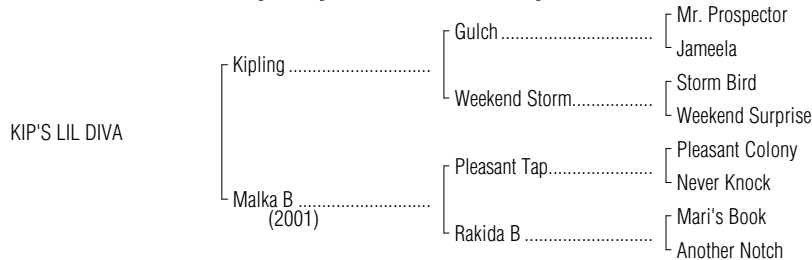 Mr. Prospector
Gulch ..............................
Jameela
Kipling ............................
Storm Bird
Weekend Storm................
Weekend Surprise
KIP'S LIL DIVA
Pleasant Colony
Pleasant Tap.....................
Never Knock
Malka B ..........................
(2001)
Mari's Book
Rakida B .........................
Another Notch